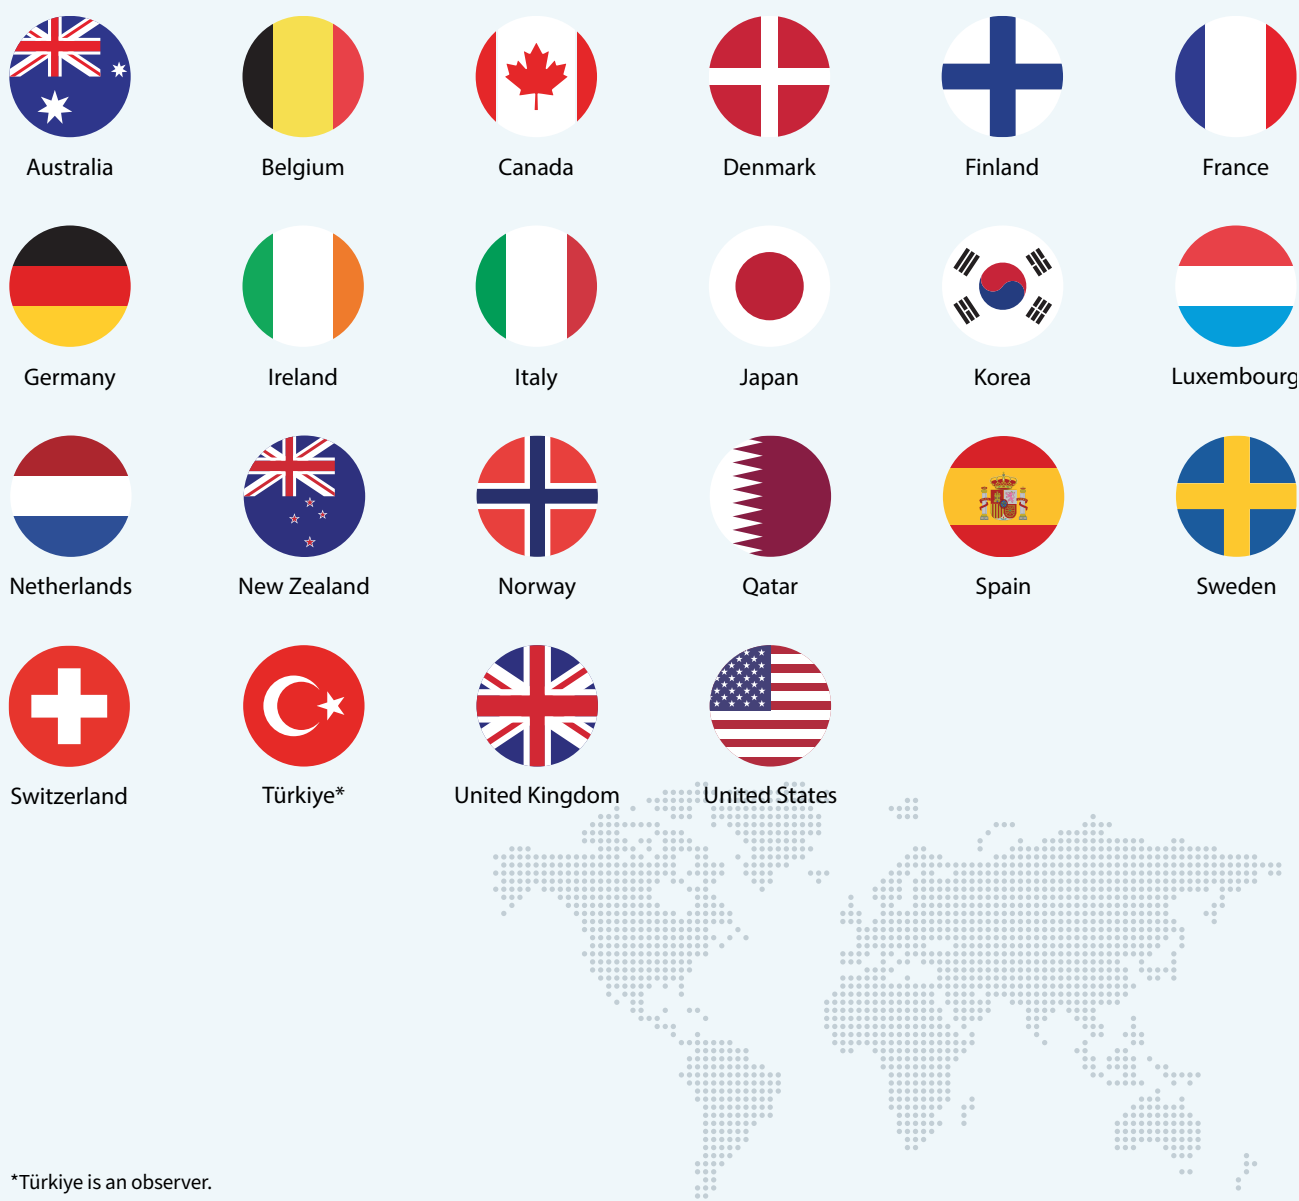 Australia
Belgium
Canada
Denmark
Finland
France
Germany
Ireland
Italy
Japan
Korea
Luxembourg
Netherlands
New Zealand
Norway
Qatar
Spain
Sweden
Switzerland
Türkiye*
United Kingdom
United States
*Türkiye is an observer.